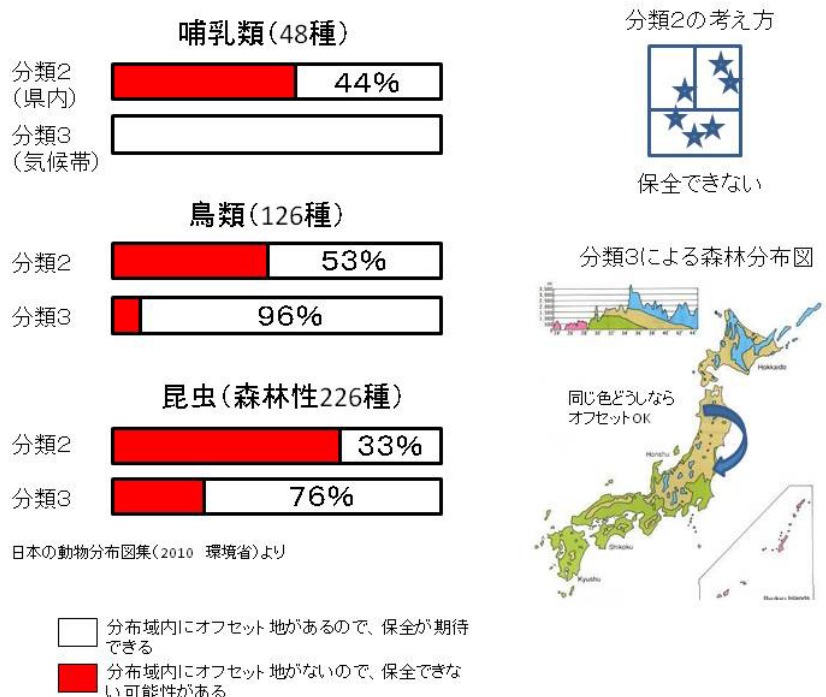 哺乳類(48種)
分類2
(県内)
44%
分類3
(気候帯)
鳥類(126種)
分類2
53%
分類3
96%
昆虫(森林性226種)
分類2
33%
分類3
76%
日本の動物分布図集(2010 環境省)より
分布域内にオフセット地があるので、保全が期待
できる
分布域内にオフセット地がないので、保全できな
い可能性がある
分類2の考え方
保全できない
分類3による森林分布図
同じ色どうしなら
オフセットOK
Hokkaido
Honshu
Shikoku
Kyushu